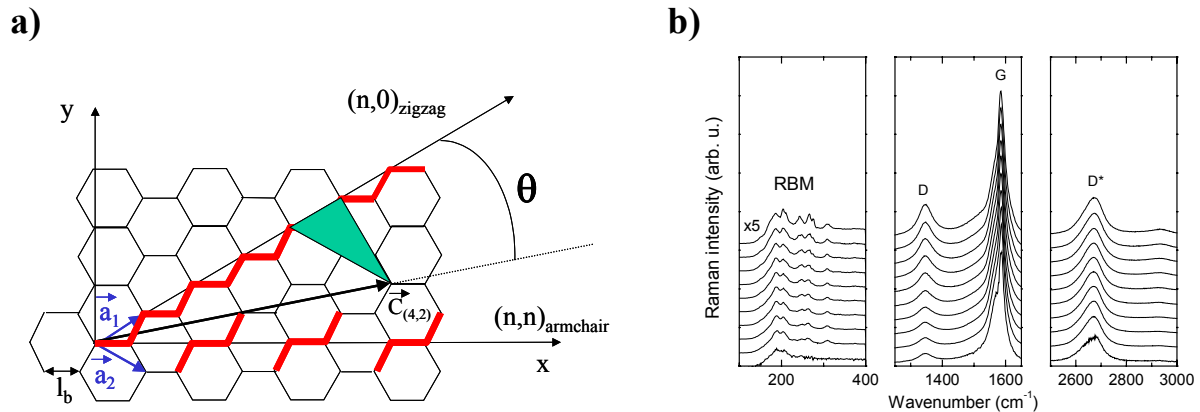 a)
y
(n,0)zigzag
θ
a1
C(4,2)
(n,n)armchair
x
a2
lb
b)
Raman intensity (arb. u.)
RBM
x5
D
G
D*
200 400
1400 1600
2600 2800 3000
Wavenumber (cm⁻¹)